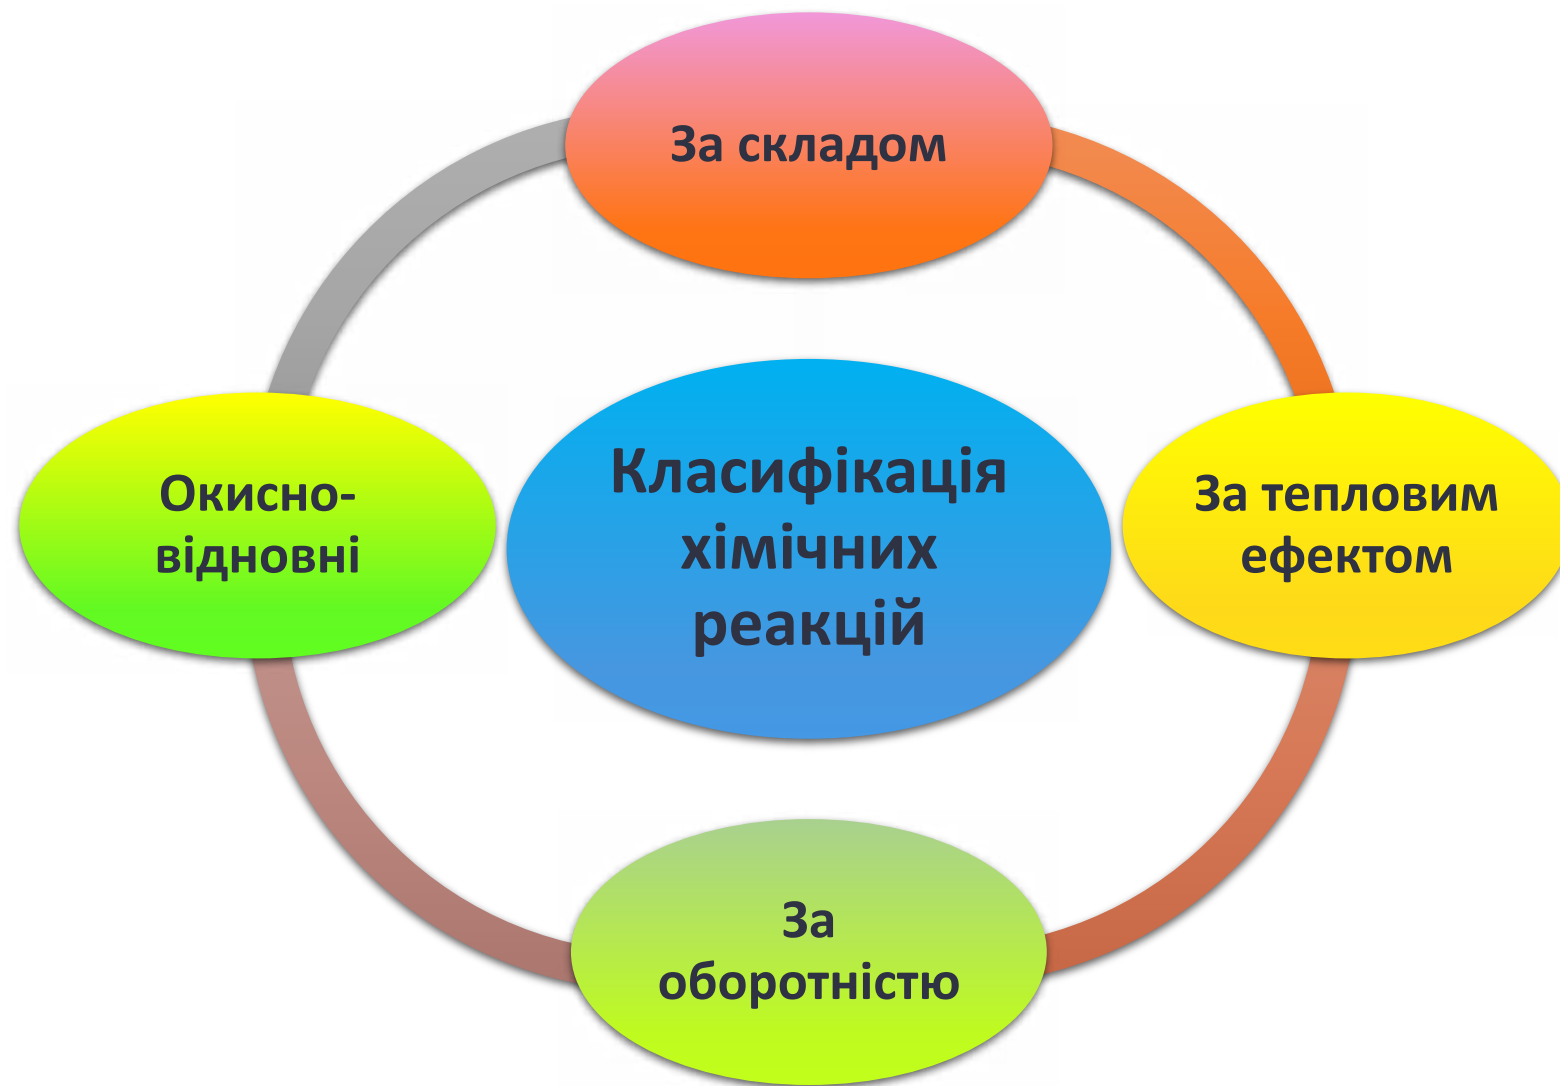 За складом
Класифікація
хімічних
реакцій
Окисно-
відновні
За тепловим
ефектом
За
оборотністю